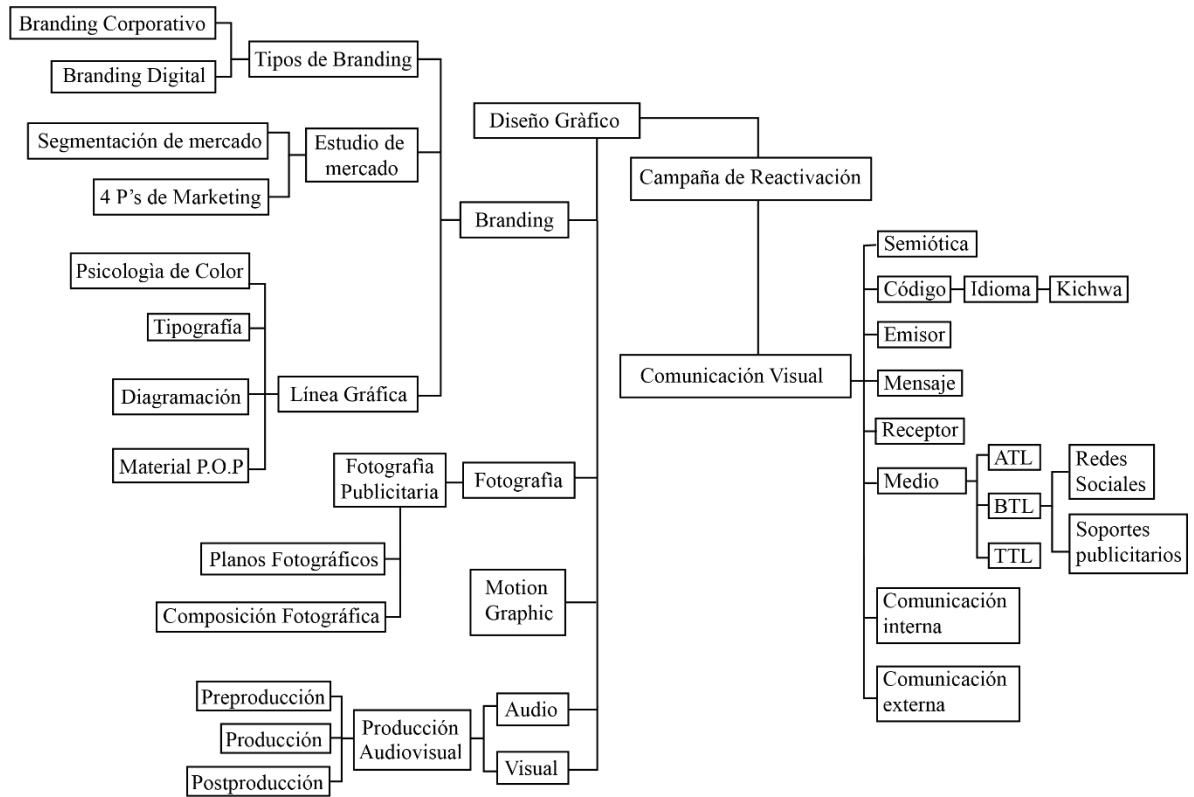 Branding Corporativo
Branding Digital
Tipos de Branding
Segmentación de mercado
4 P’s de Marketing
Estudio de
mercado
Psicologìa de Color
Tipografía
Diagramación
Material P.O.P
Línea Gráfica
Branding
Diseño Gràfico
Campaña de Reactivación
Fotografìa
Publicitaria
Fotografìa
Planos Fotográficos
Composición Fotográfica
Motion
Graphic
Preproducción
Producción
Postproducción
Producción
Audiovisual
Audio
Visual
Comunicación Visual
Semiótica
Código
Idioma
Kichwa
Emisor
Mensaje
Receptor
Medio
ATL
BTL
TTL
Redes
Sociales
Soportes
publicitarios
Comunicación
interna
Comunicación
externa